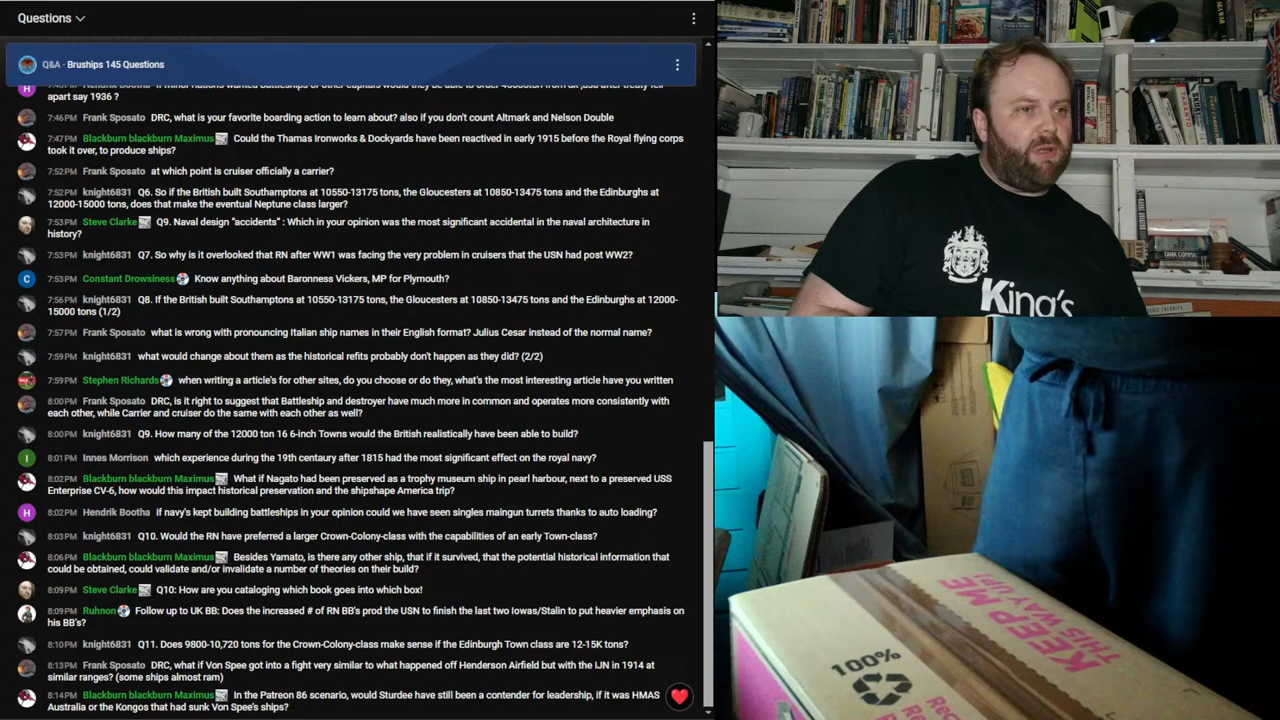 Questions
Q&A · Bruships 145 Questions
apart say 1936 ?
7:46PM Frank Sposato DRC, what is your favorite boarding action to learn about? also if you don't count Altmark and Nelson Double
7:47PM Blackburn blackburn Maximus Could the Thamas Ironworks & Dockyards have been reactived in early 1915 before the Royal flying corps
took it over, to produce ships?
7:52PM Frank Sposato at which point is cruiser officially a carrier?
7:52PM knight6831 Q6. So if the British built Southamptons at 10550-13175 tons, the Gloucesters at 10850-13475 tons and the Edinburghs at
12000-15000 tons, does that make the eventual Neptune class larger?
7:53PM Steve Clarke Q9. Naval design “accidents” : Which in your opinion was the most significant accidental in the naval architecture in
history?
7:53PM knight6831 Q7. So why is it overlooked that RN after WW1 was facing the very problem in cruisers that the USN had post WW2?
7:53PM Constant Drowsiness Know anything about Baronness Vickers, MP for Plymouth?
7:56PM knight6831 Q8. If the British built Southamptons at 10550-13175 tons, the Gloucesters at 10850-13475 tons and the Edinburghs at 12000-
15000 tons (1/2)
7:57PM Frank Sposato what is wrong with pronouncing Italian ship names in their English format? Julius Cesar instead of the normal name?
7:59PM knight6831 what would change about them as the historical refits probably don't happen as they did? (2/2)
7:59PM Stephen Richards when writing a article's for other sites, do you choose or do they, what's the most interesting article have you written
8:00PM Frank Sposato DRC, is it right to suggest that Battleship and destroyer have much more in common and operates more consistently with
each other, while Carrier and cruiser do the same with each other as well?
8:00PM knight6831 Q9. How many of the 12000 ton 16 6-inch Towns would the British realistically have been able to build?
8:01PM Innes Morrison which experience during the 19th centaury after 1815 had the most significant effect on the royal navy?
8:02PM Blackburn blackburn Maximus What if Nagato had been preserved as a trophy museum ship in pearl harbour, next to a preserved USS
Enterprise CV-6, how would this impact historical preservation and the shipshape America trip?
8:02PM Hendrik Bootha if navy's kept building battleships in your opinion could we have seen singles maingun turrets thanks to auto loading?
8:03PM knight6831 Q10. Would the RN have preferred a larger Crown-Colony-class with the capabilities of an early Town-class?
8:06PM Blackburn blackburn Maximus Besides Yamato, is there any other ship, that if it survived, that the potential historical information that
could be obtained, could validate and/or invalidate a number of theories on their build?
8:09PM Steve Clarke Q10: How are you cataloging which book goes into which box!
8:09PM Ruhnon Follow up to UK BB: Does the increased # of RN BB's prod the USN to finish the last two Iowas/Stalin to put heavier emphasis on
his BB's?
8:10PM knight6831 Q11. Does 9800-10,720 tons for the Crown-Colony-class make sense if the Edinburgh Town class are 12-15K tons?
8:13PM Frank Sposato DRC, what if Von Spee got into a fight very similar to what happened off Henderson Airfield but with the IJN in 1914 at
similar ranges? (some ships almost ram)
8:14PM Blackburn blackburn Maximus In the Patreon 86 scenario, would Sturdee have still been a contender for leadership, if it was HMAS
Australia or the Kongos that had sunk Von Spee's ships?
SEA WAR
TARANTO
TANK COMMA
King's
KEEP ME
THIS WAY UP!
100%